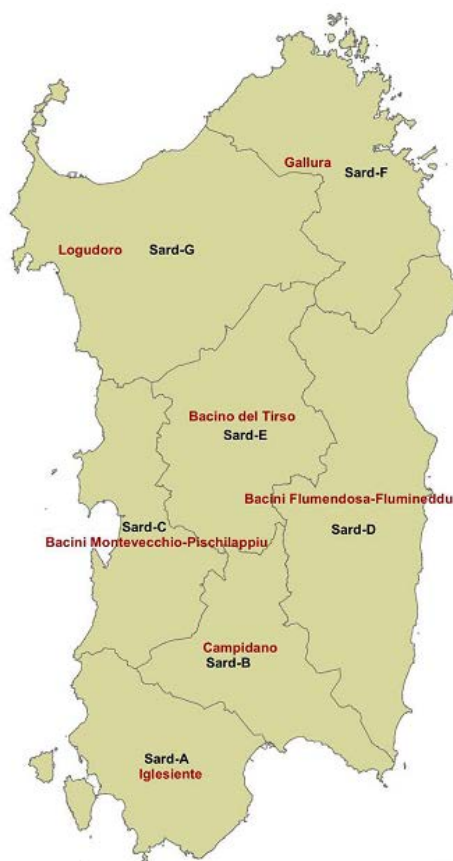 Gallura
Sard-F
Logudoro
Sard-G
Bacino del Tirso
Sard-E
Bacini Flumendosa-Flumineddu
Sard-D
Sard-C
Bacini Montevecchio-Pischilappiu
Campidano
Sard-B
Sard-A
Iglesiente